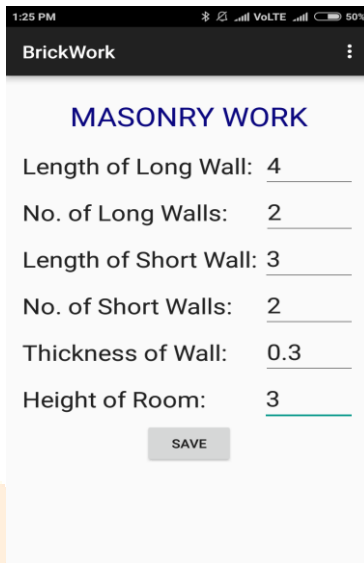 1:25 PM VoLTE 50%
BrickWork
MASONRY WORK
Length of Long Wall: 4
No. of Long Walls: 2
Length of Short Wall: 3
No. of Short Walls: 2
Thickness of Wall: 0.3
Height of Room: 3
SAVE